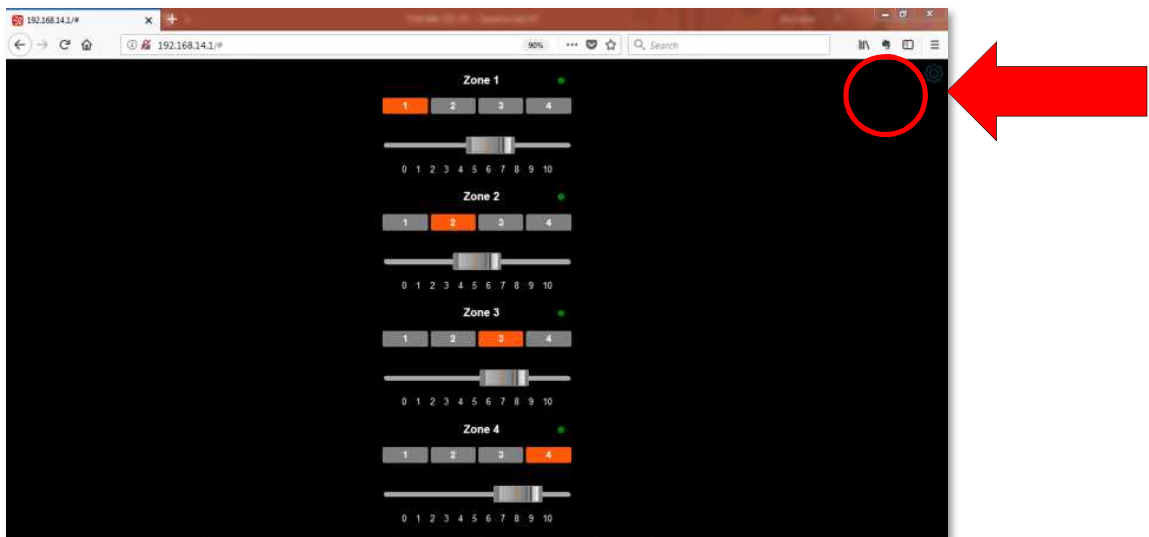 192.168.14.1/#
192.168.14.1/# 90% Search
Zone 1
1 2 3 4
0 1 2 3 4 5 6 7 8 9 10
Zone 2
1 2 3 4
0 1 2 3 4 5 6 7 8 9 10
Zone 3
1 2 3 4
0 1 2 3 4 5 6 7 8 9 10
Zone 4
1 2 3 4
0 1 2 3 4 5 6 7 8 9 10